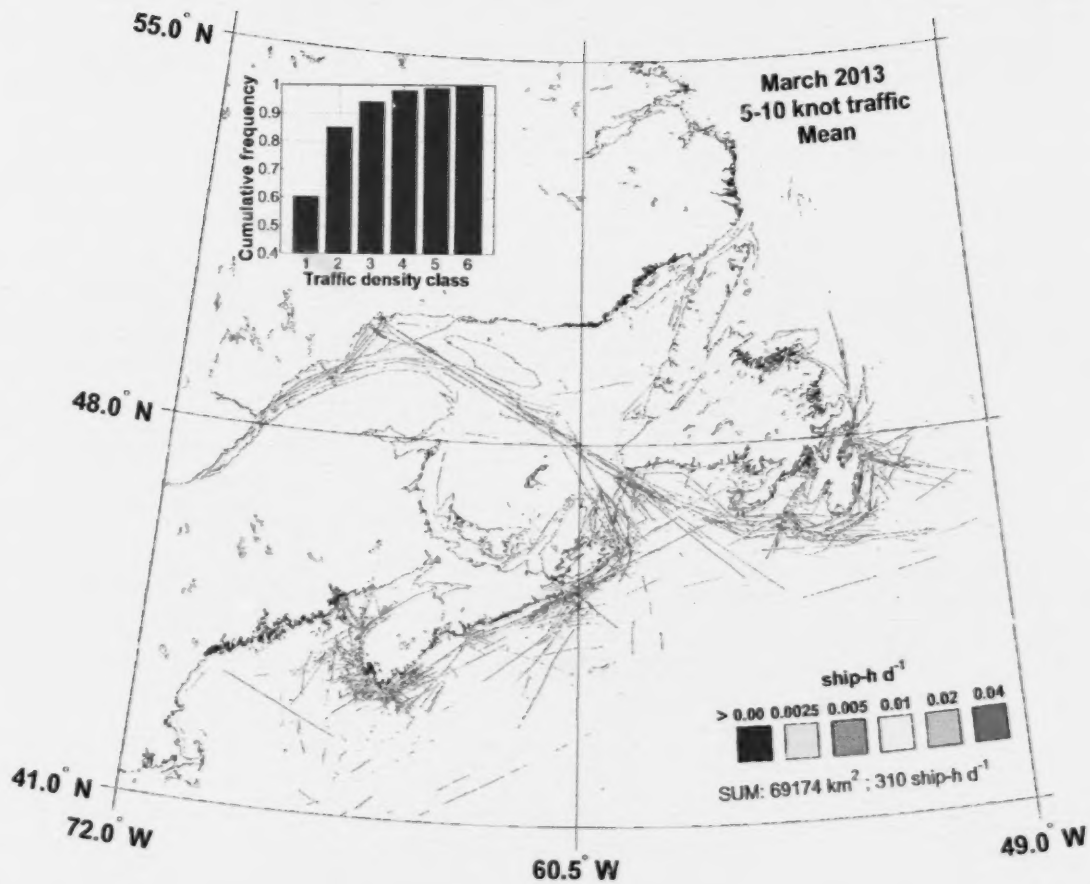 55.0° N
March 2013
5-10 knot traffic
Mean
Cumulative frequency
1
0.9
0.8
0.7
0.6
0.5
0.4
1 2 3 4 5 6
Traffic density class
48.0° N
ship-h d⁻¹
> 0.00 0.0025 0.005 0.01 0.02 0.04
SUM: 69174 km² ; 310 ship-h d⁻¹
41.0° N
72.0° W
60.5° W
49.0° W